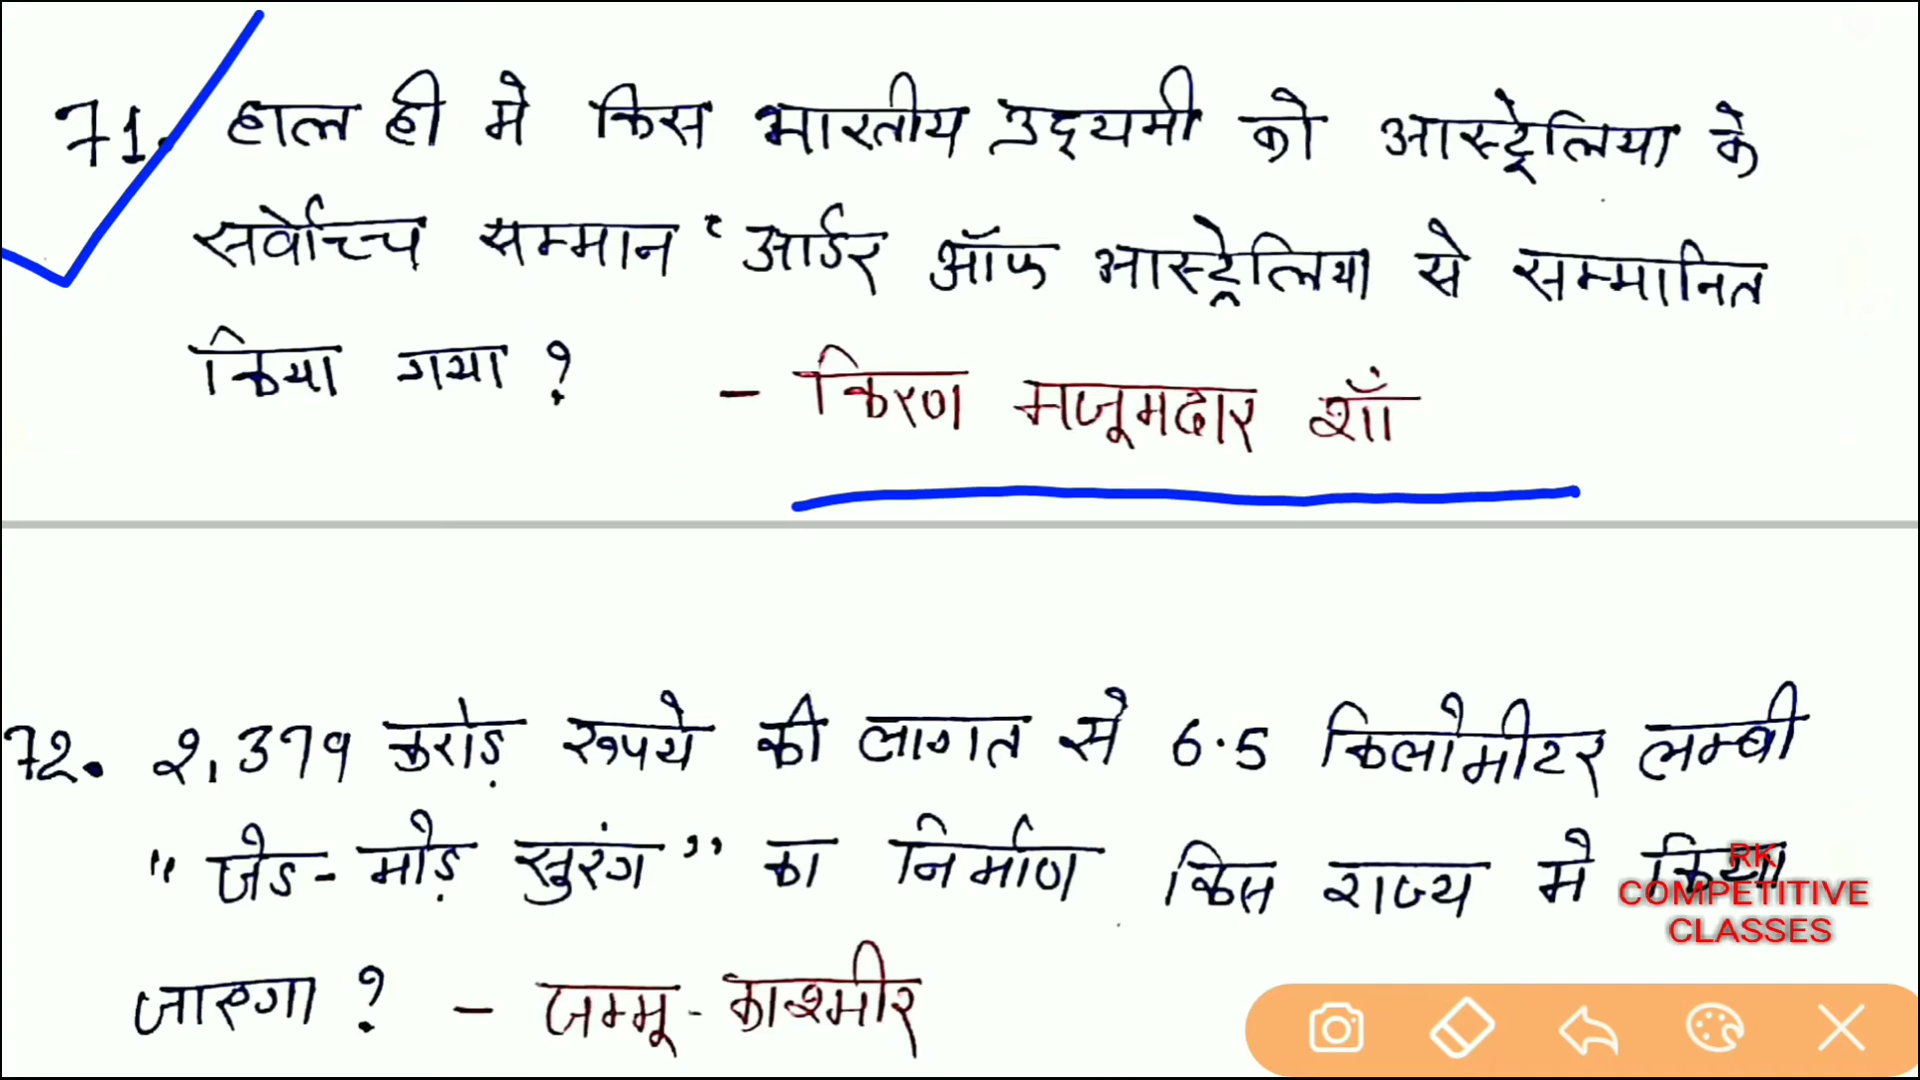 71. हाल ही मे किस भारतीय उद्दयमी को आस्ट्रेलिया के
सर्वोच्च सम्मान ' आर्डर ऑफ आस्ट्रेलिया से सम्मानित
किया गया ? - किरण मजूमदार शाॅं
72. 2,379 करोड़ रूपये की लागत से 6.5 किलोमीटर लम्बी
"जेड-मोड़ सुरंग" का निर्माण किस राज्य मे किया
जाएगा ? - जम्मू-काश्मीर
RK
COMPETITIVE
CLASSES